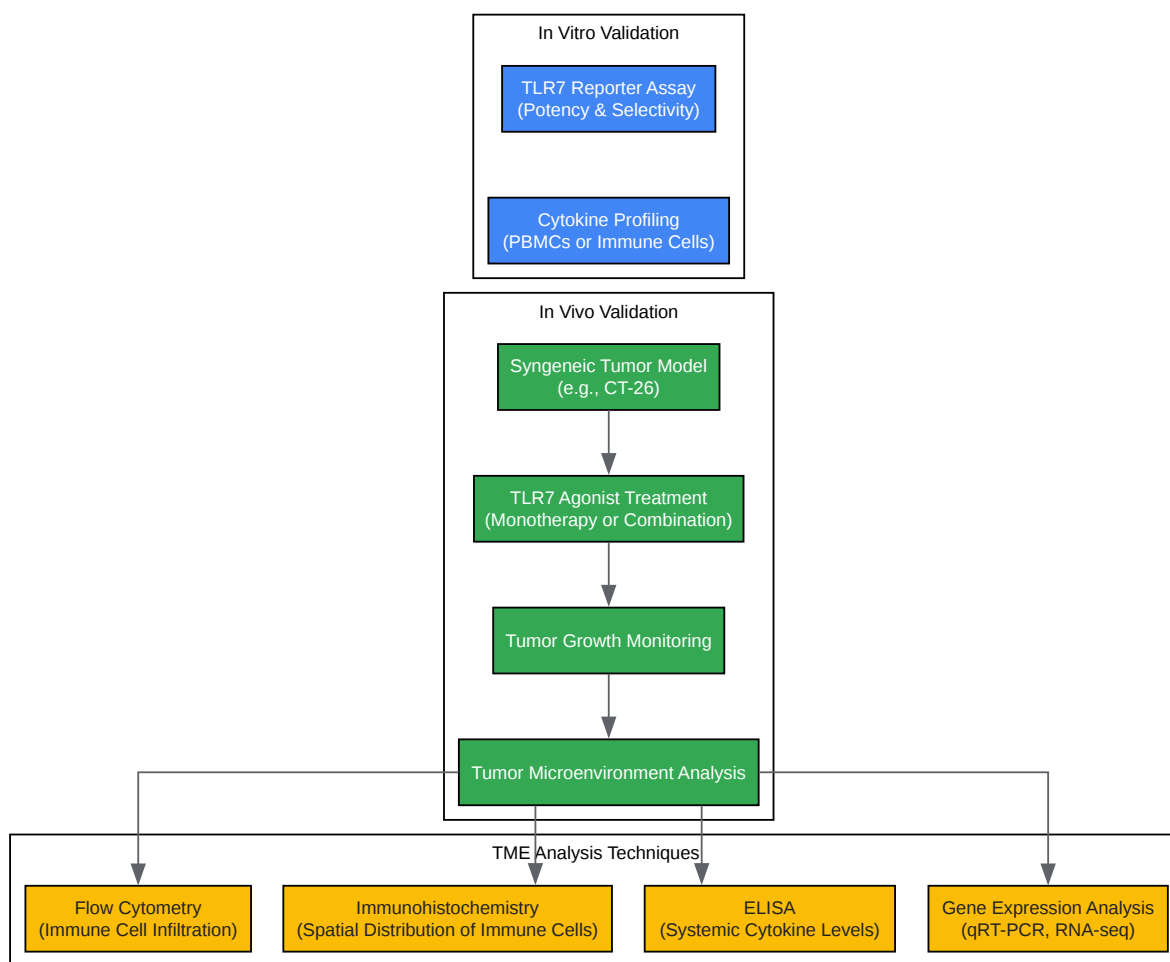 In Vitro Validation
TLR7 Reporter Assay
(Potency & Selectivity)
Cytokine Profiling
(PBMCs or Immune Cells)
In Vivo Validation
Syngeneic Tumor Model
(e.g., CT-26)
TLR7 Agonist Treatment
(Monotherapy or Combination)
Tumor Growth Monitoring
Tumor Microenvironment Analysis
TME Analysis Techniques
Flow Cytometry
(Immune Cell Infiltration)
Immunohistochemistry
(Spatial Distribution of Immune Cells)
ELISA
(Systemic Cytokine Levels)
Gene Expression Analysis
(qRT-PCR, RNA-seq)